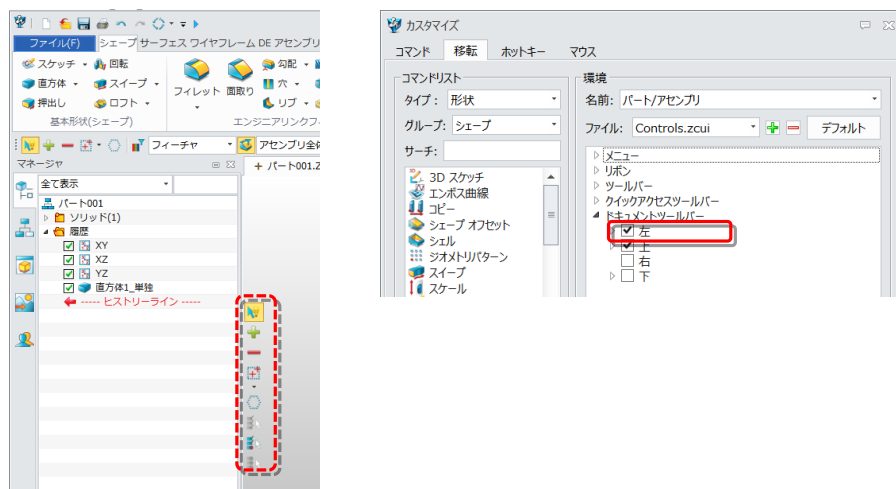 ファイル(F) シェープ サーフェス ワイヤフレーム DE アセンブリ
スケッチ 回転
直方体 スイープ
押出し ロフト
フィレット 面取り
勾配
穴
リブ
基本形状(シェープ) エンジニアリングフィ
フィーチャ アセンブリ全体
マネージャ
+ パート001.Z
全て表示
パート001
ソリッド(1)
履歴
XY
XZ
YZ
直方体1_単独
----- ヒストリーライン -----
カスタマイズ
コマンド 移転 ホットキー マウス
コマンドリスト
タイプ: 形状
グループ: シェープ
サーチ:
3D スケッチ
エンボス曲線
コピー
シェープ オフセット
シェル
ジオメトリパターン
スイープ
スケール
環境
名前: パート/アセンブリ
ファイル: Controls.zcui デフォルト
メニュー
リボン
ツールバー
クイックアクセスツールバー
ドキュメントツールバー
左
上
右
下